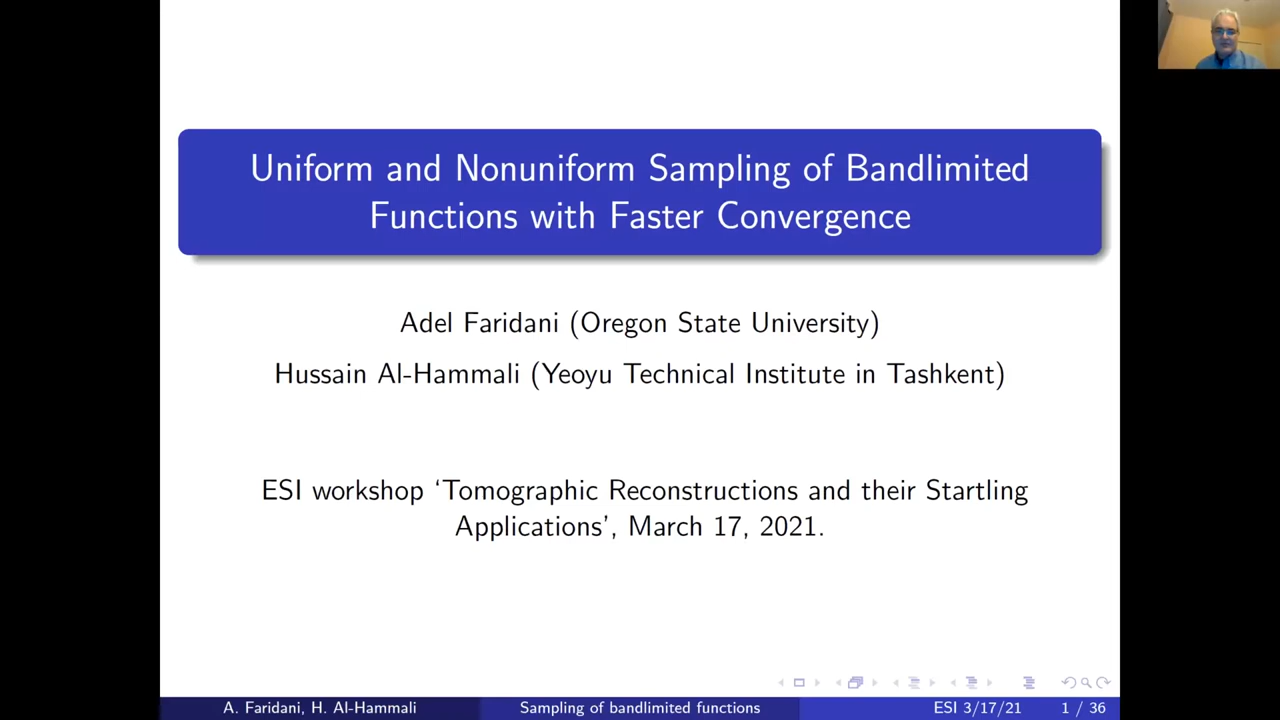 Uniform and Nonuniform Sampling of Bandlimited
Functions with Faster Convergence
Adel Faridani (Oregon State University)
Hussain Al-Hammali (Yeoyu Technical Institute in Tashkent)
ESI workshop ‘Tomographic Reconstructions and their Startling
Applications’, March 17, 2021.
A. Faridani, H. Al-Hammali
Sampling of bandlimited functions
ESI 3/17/21
1 / 36